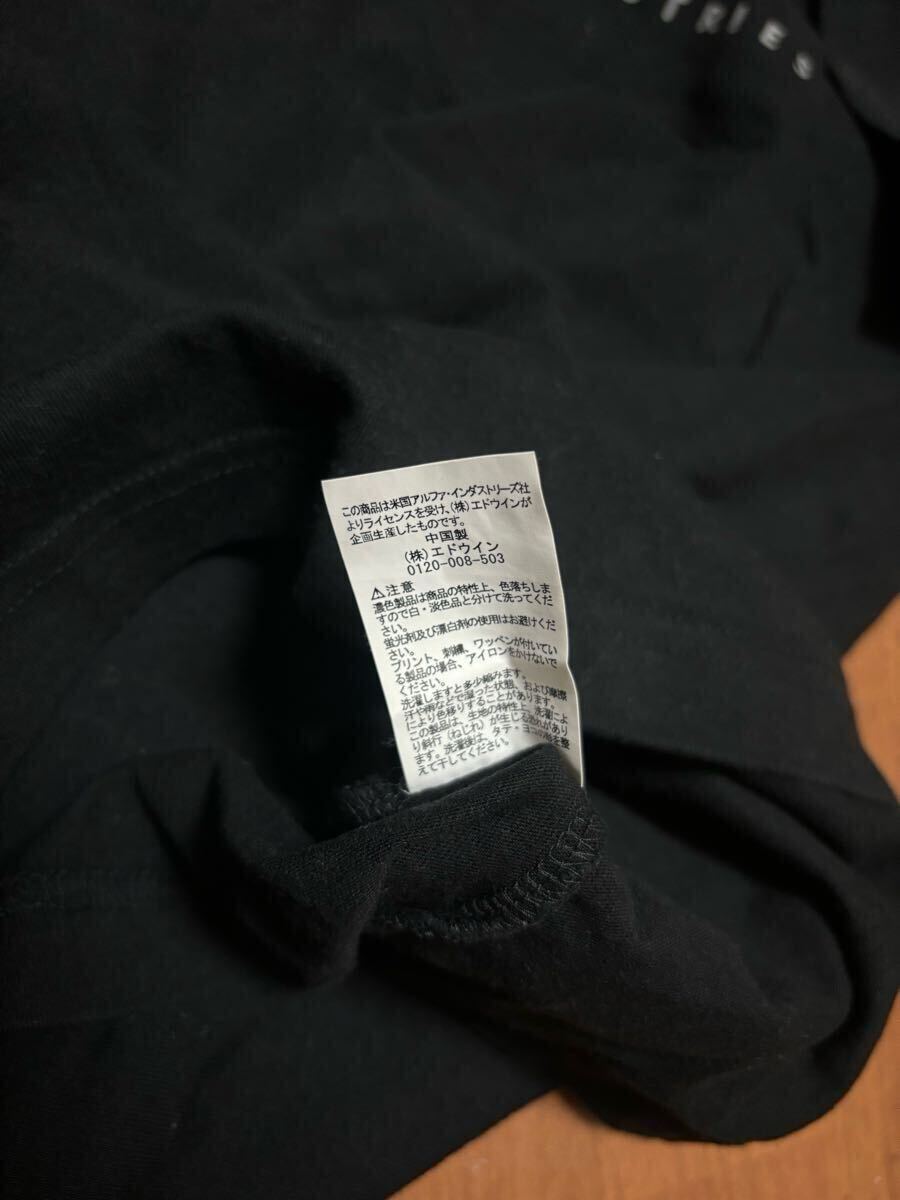 STRIES
この商品は米国アルファ・インダストリーズ社
よりライセンスを受け、(株)エドウインが
企画生産したものです。
中国製
(株)エドウイン
0120-008-503
⚠注意
濃色製品は商品の特性上、色落ちしま
すので白・淡色品と分けて洗ってくだ
さい。
蛍光剤及び漂白剤の使用はお避けくだ
さい。
プリント、刺繍、ワッペンが付いてい
る製品の場合、アイロンをかけないで
ください。
洗濯しますと多少縮みます。
汗や雨などで湿った状態、および摩擦
により色移りすることがあります。
この製品は、生地の特性上、洗濯によ
り斜行(ねじれ)が生じる恐れがあり
ます。洗濯後は、タテ・ヨコの形を整
えて干してください。